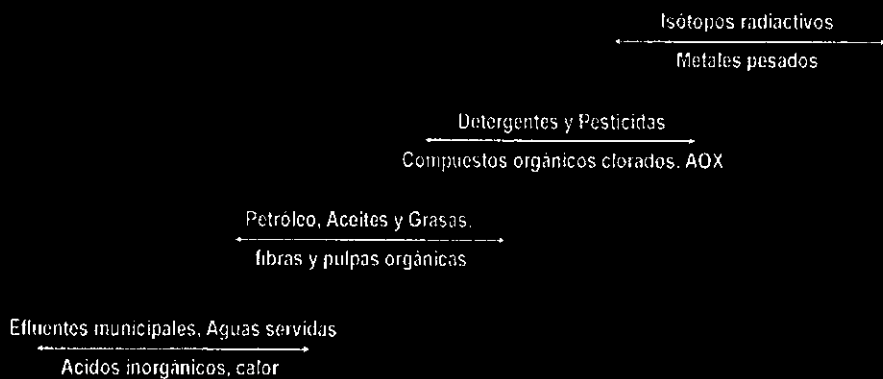 Isótopos radiactivos
Metales pesados
Detergentes y Pesticidas
Compuestos orgánicos clorados. AOX
Petróleo, Aceites y Grasas.
fibras y pulpas orgánicas
Efluentes municipales, Aguas servidas
Acidos inorgánicos, calor